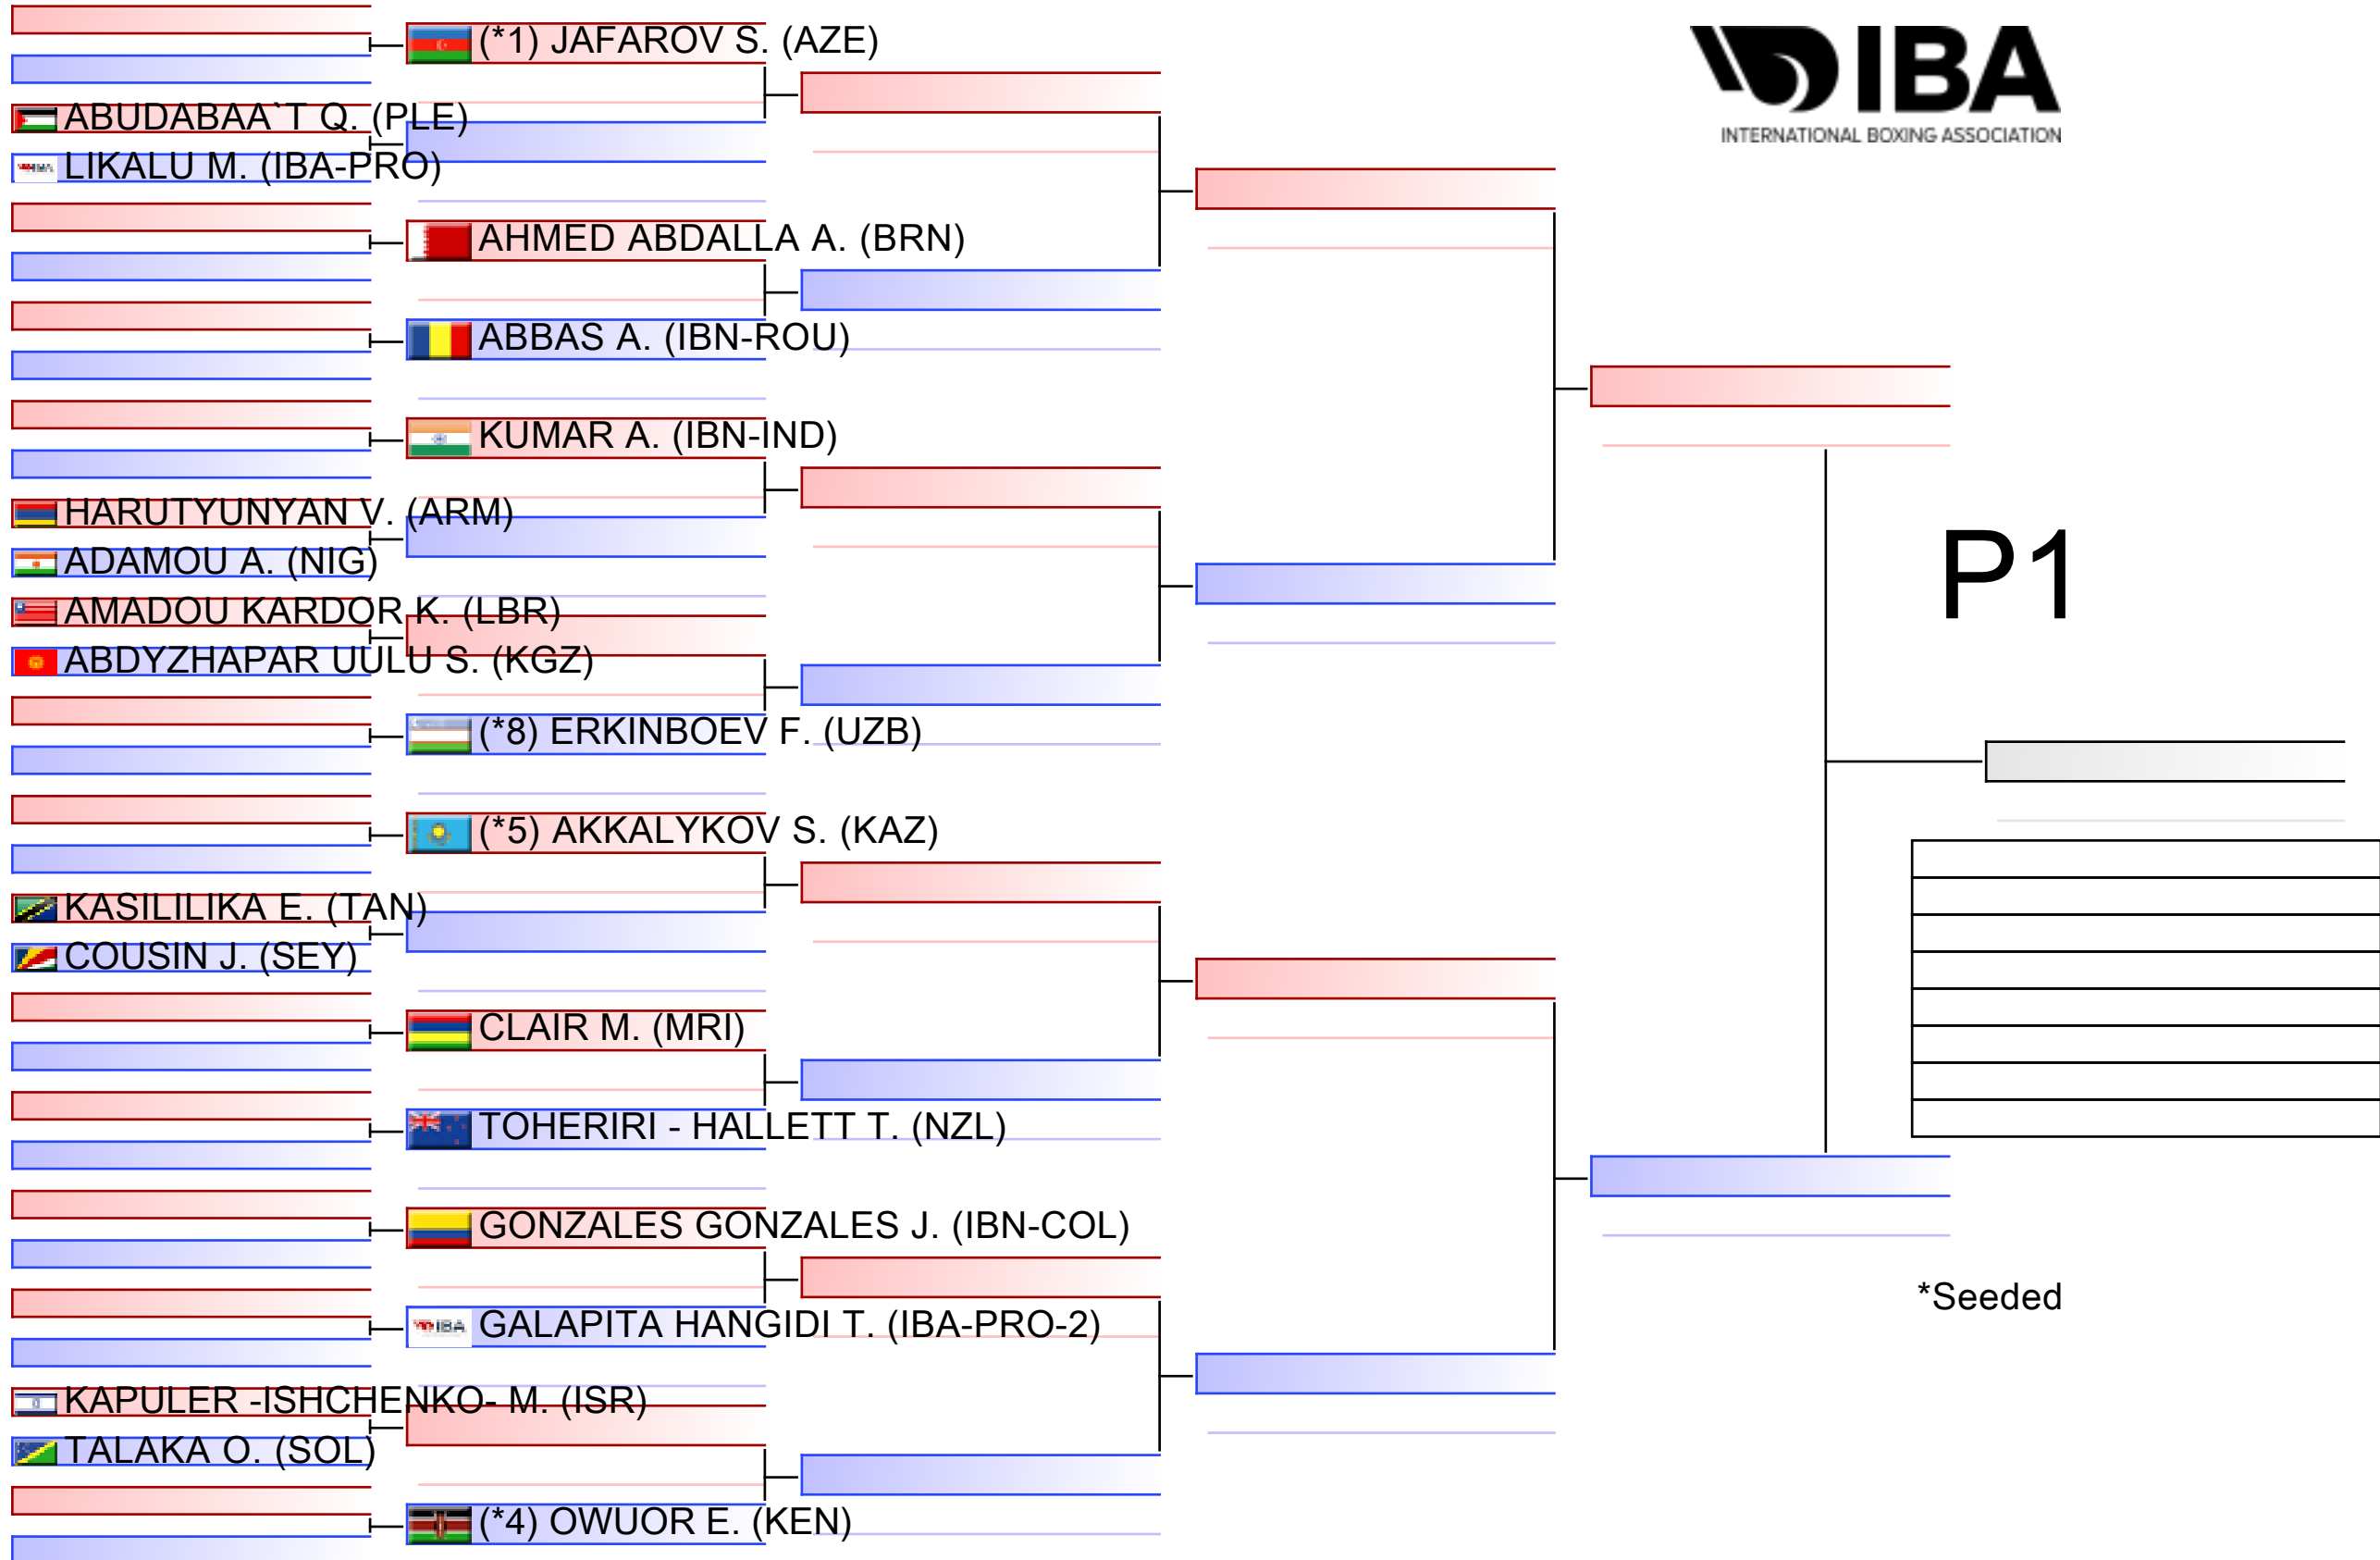 (*1) JAFAROV S. (AZE)
IBA
INTERNATIONAL BOXING ASSOCIATION
ABUDABAA`T Q. (PLE)
LIKALU M. (IBA-PRO)
AHMED ABDALLA A. (BRN)
ABBAS A. (IBN-ROU)
KUMAR A. (IBN-IND)
HARUTYUNYAN V. (ARM)
ADAMOU A. (NIG)
P1
AMADOU KARDOR K. (LBR)
ABDYZHAPAR UULU S. (KGZ)
(*8) ERKINBOEV F. (UZB)
(*5) AKKALYKOV S. (KAZ)
KASILILIKA E. (TAN)
COUSIN J. (SEY)
CLAIR M. (MRI)
TOHERIRI - HALLETT T. (NZL)
GONZALES GONZALES J. (IBN-COL)
*Seeded
IBA
GALAPITA HANGIDI T. (IBA-PRO-2)
KAPULER -ISHCHENKO- M. (ISR)
TALAKA O. (SOL)
(*4) OWUOR E. (KEN)